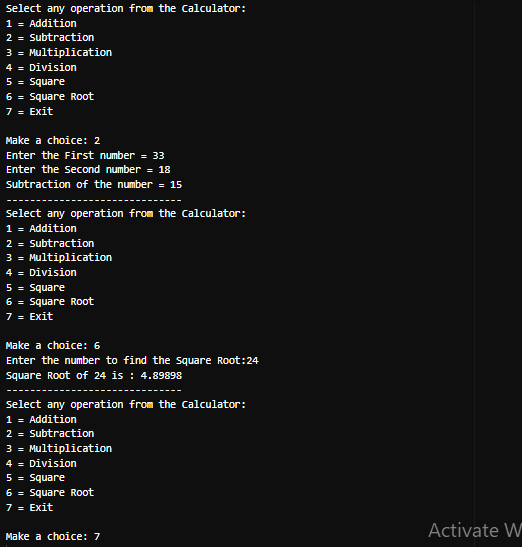 Select any operation from the Calculator:
1 = Addition
2 = Subtraction
3 = Multiplication
4 = Division
5 = Square
6 = Square Root
7 = Exit
Make a choice: 2
Enter the First number = 33
Enter the Second number = 18
Subtraction of the number = 15
------------------------------
Select any operation from the Calculator:
1 = Addition
2 = Subtraction
3 = Multiplication
4 = Division
5 = Square
6 = Square Root
7 = Exit
Make a choice: 6
Enter the number to find the Square Root:24
Square Root of 24 is : 4.89898
------------------------------
Select any operation from the Calculator:
1 = Addition
2 = Subtraction
3 = Multiplication
4 = Division
5 = Square
6 = Square Root
7 = Exit
Activate W
Make a choice: 7